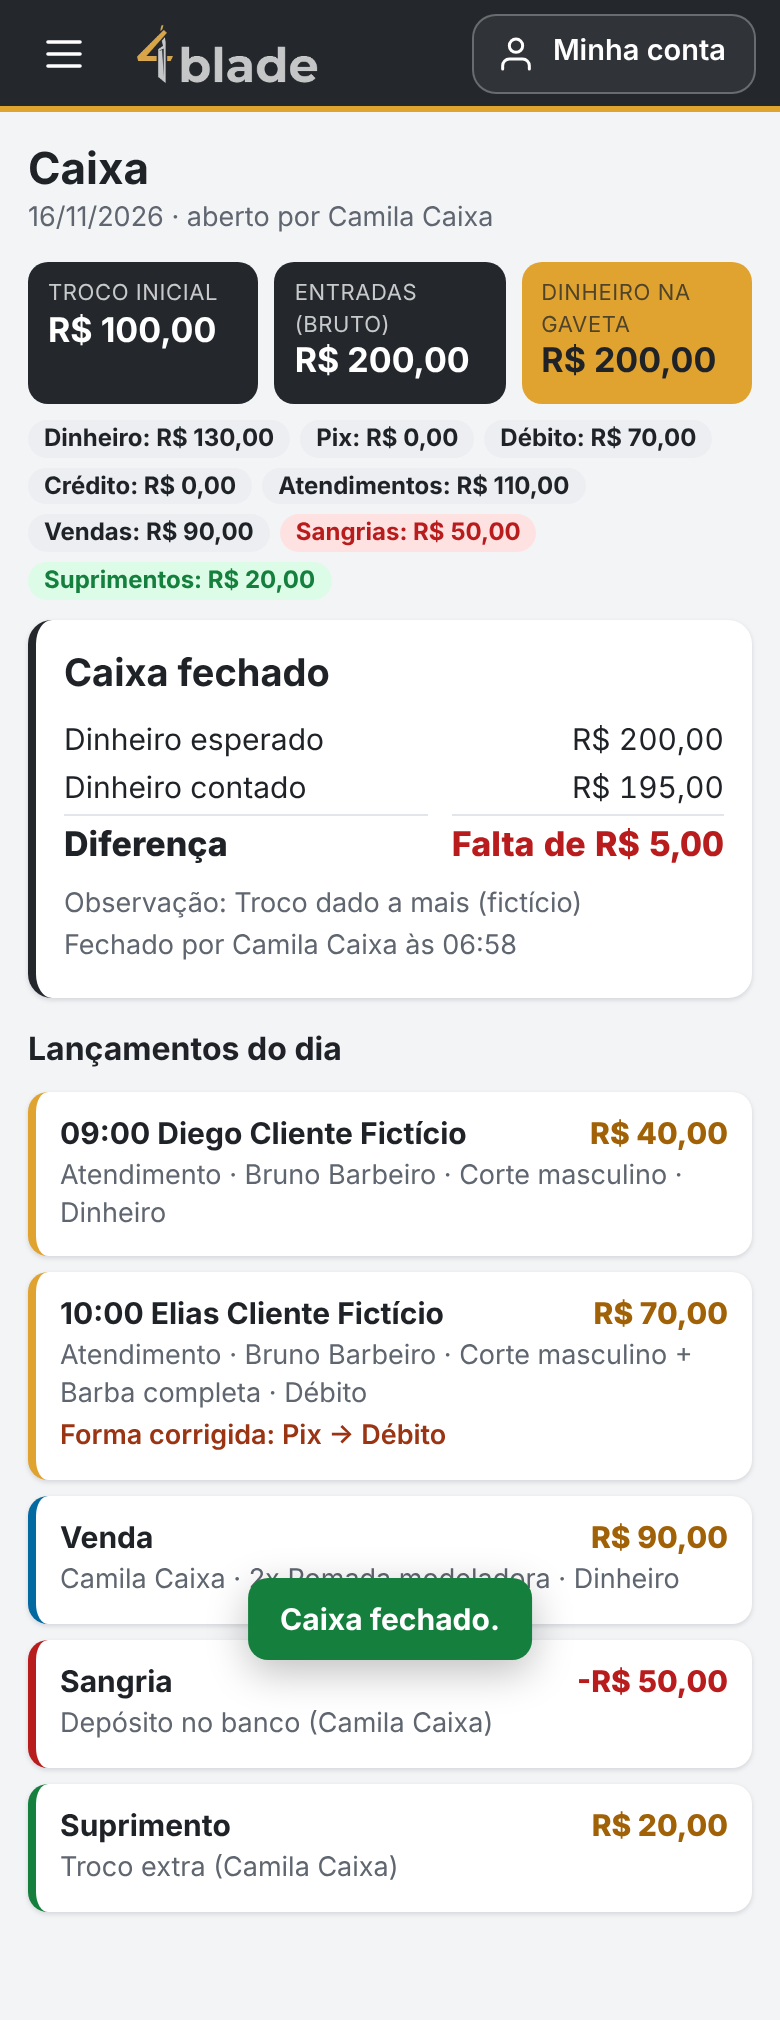 4blade
Minha conta
Caixa
16/11/2026 · aberto por Camila Caixa
TROCO INICIAL
R$ 100,00
ENTRADAS
(BRUTO)
R$ 200,00
DINHEIRO NA
GAVETA
R$ 200,00
Dinheiro: R$ 130,00
Pix: R$ 0,00
Débito: R$ 70,00
Crédito: R$ 0,00
Atendimentos: R$ 110,00
Vendas: R$ 90,00
Sangrias: R$ 50,00
Suprimentos: R$ 20,00
Caixa fechado
Dinheiro esperado R$ 200,00
Dinheiro contado R$ 195,00
Diferença Falta de R$ 5,00
Observação: Troco dado a mais (fictício)
Fechado por Camila Caixa às 06:58
Lançamentos do dia
09:00 Diego Cliente Fictício R$ 40,00
Atendimento · Bruno Barbeiro · Corte masculino ·
Dinheiro
10:00 Elias Cliente Fictício R$ 70,00
Atendimento · Bruno Barbeiro · Corte masculino +
Barba completa · Débito
Forma corrigida: Pix → Débito
Venda R$ 90,00
Camila Caixa · 2x Pomada modeladora · Dinheiro
Caixa fechado.
Sangria -R$ 50,00
Depósito no banco (Camila Caixa)
Suprimento R$ 20,00
Troco extra (Camila Caixa)